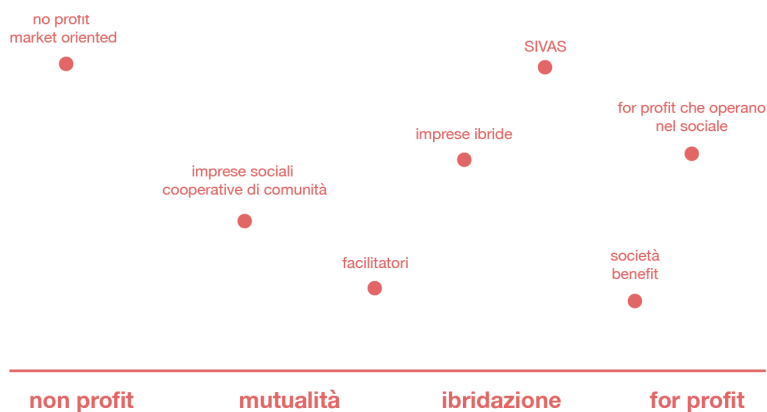 no profit
market oriented
SIVAS
for profit che operano
nel sociale
imprese ibride
imprese sociali
cooperative di comunità
facilitatori
società
benefit
non profit
mutualità
ibridazione
for profit